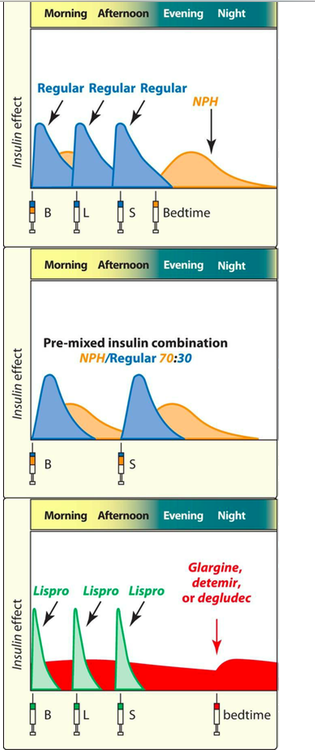 Morning Afternoon Evening Night
Regular Regular Regular
NPH
Insulin effect
B L S Bedtime
Morning Afternoon Evening Night
Pre-mixed insulin combination
NPH/Regular 70:30
Insulin effect
B S
Morning Afternoon Evening Night
Glargine,
detemir,
or degludec
Lispro Lispro Lispro
Insulin effect
B L S bedtime